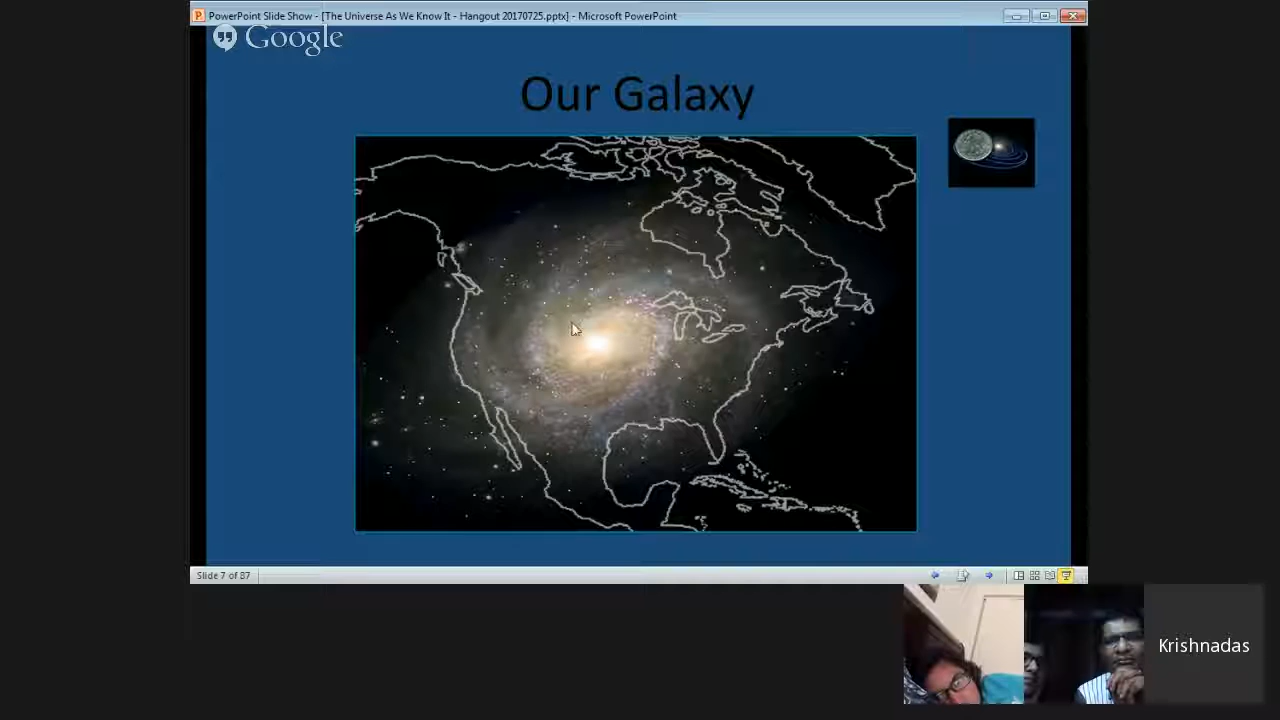 PowerPoint Slide Show - [The Universe As We Know It - Hangout 20170725.pptx] - Microsoft PowerPoint
Google
Our Galaxy
Slide 7 of 37
Krishnadas